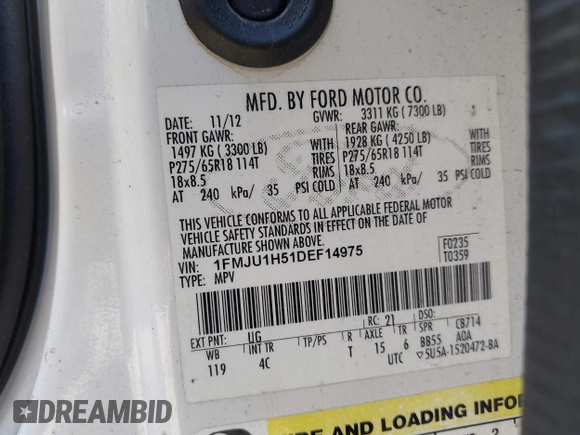 MFD. BY FORD MOTOR CO.
DATE: 11/12 GVWR: 3311 KG ( 7300 LB)
FRONT GAWR: REAR GAWR:
1497 KG ( 3300 LB) WITH 1928 KG ( 4250 LB) WITH
P275/65R18 114T TIRES P275/65R18 114T TIRES
18x8.5 RIMS 18x8.5 RIMS
AT 240 kPa/ 35 PSI COLD AT 240 kPa/ 35 PSI COLD
THIS VEHICLE CONFORMS TO ALL APPLICABLE FEDERAL MOTOR
VEHICLE SAFETY STANDARDS IN EFFECT ON THE DATE OF
MANUFACTURE SHOWN ABOVE.
VIN: 1FMJU1H51DEF14975 F0235
TYPE: MPV T0359
EXT PNT: UG RC: 21 DSO:
WB INT TR TP/PS R AXLE TR SPR CB714
119 4C T 15 6 BB55 AOA
UTC ▽5U5A-1520472-BA
TIRE AND LOADING INFOR
DREAMBID